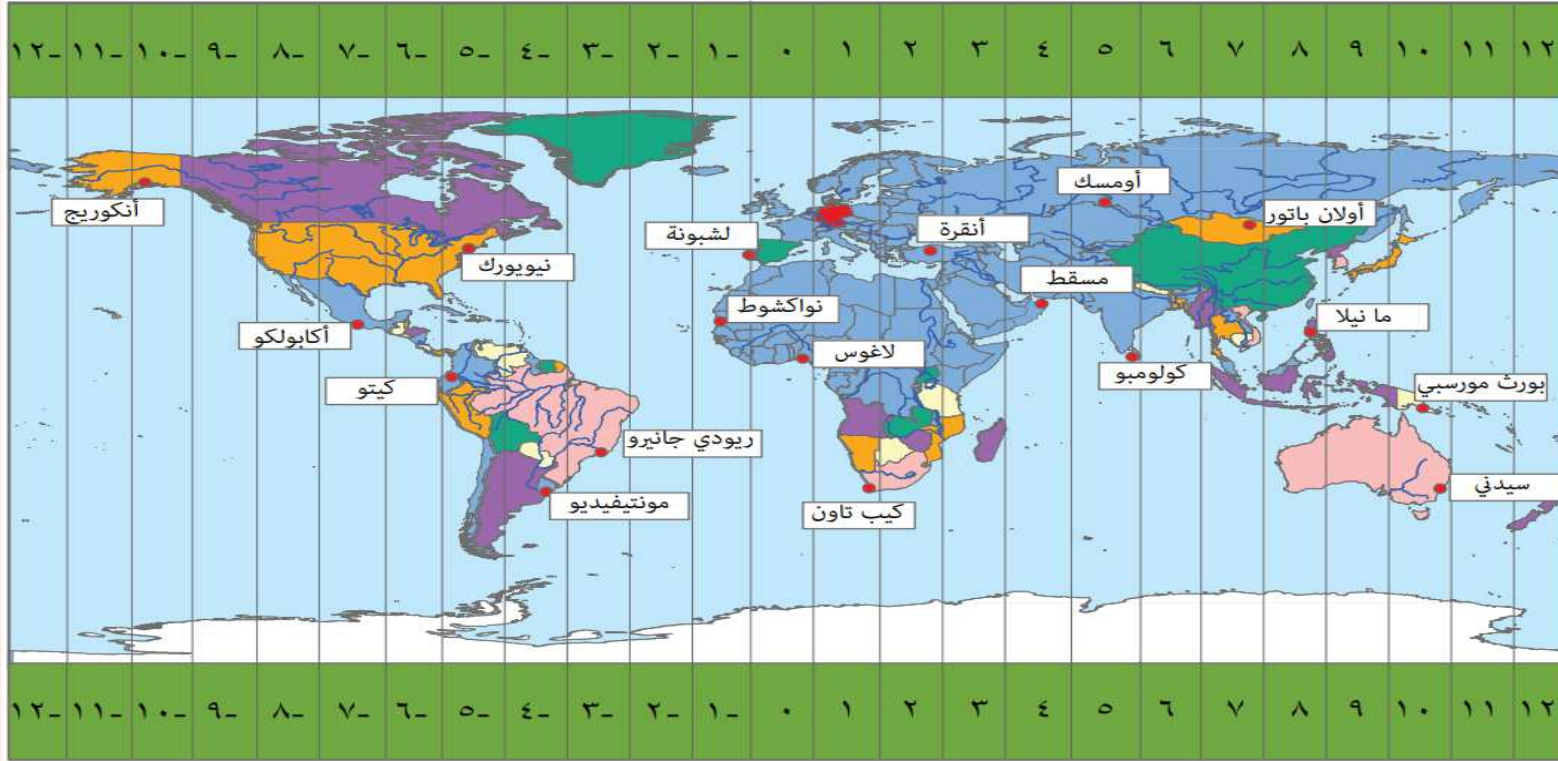 -١٢ -١١ -١٠ -٩ -٨ -٧ -٦ -٥ -٤ -٣ -٢ -١ ٠ ١ ٢ ٣ ٤ ٥ ٦ ٧ ٨ ٩ ١٠ ١١ ١٢
أنكوريج
نيويورك
أكابولكو
كيتو
ريودي جانيرو
مونتيفيديو
لشبونة
نواكشوط
لاغوس
كيب تاون
أنقرة
مسقط
أومسك
كولومبو
أولان باتور
ما نيلا
بورث مورسبي
سيدني
-١٢ -١١ -١٠ -٩ -٨ -٧ -٦ -٥ -٤ -٣ -٢ -١ ٠ ١ ٢ ٣ ٤ ٥ ٦ ٧ ٨ ٩ ١٠ ١١ ١٢